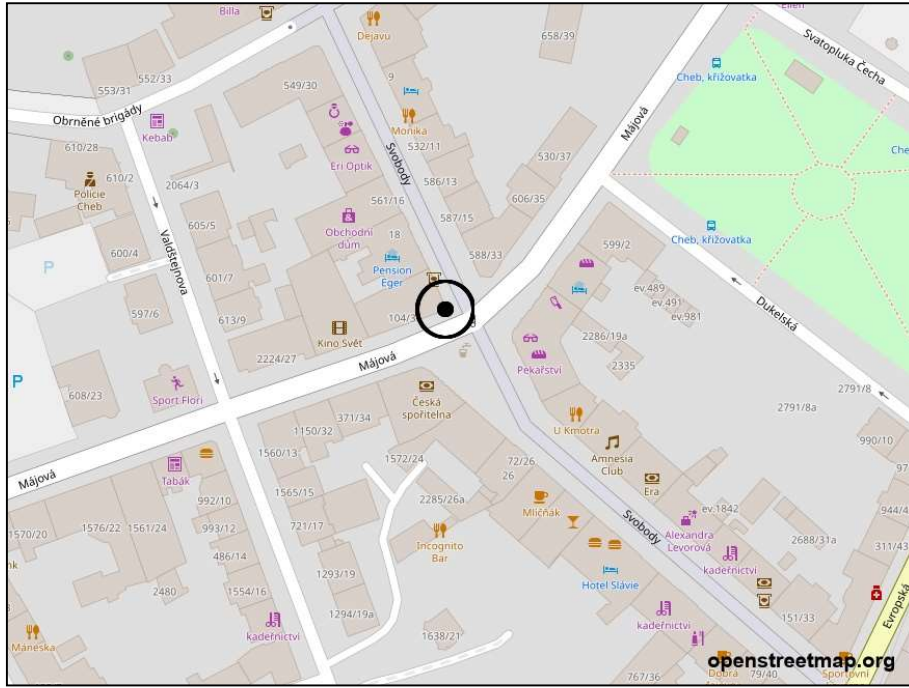 Billa
Dejavu
658/39
Ellen
Svatopluka Čecha
552/33
553/31
549/30
9
Cheb, křižovatka
Obrněné brigády
Kebab
Monika
532/11
Májová
610/28
Eri Optik
Svobody
530/37
Policie
Cheb
610/2
2064/3
586/13
561/16
606/35
605/5
Obchodní
dům
587/15
Cheb, křižovatka
600/4
Valdštejnova
18
588/33
599/2
P
601/7
Pension
Eger
ev.489
ev.491
ev.981
Dukelská
597/6
613/9
104/3
Kino Svět
2286/19a
2224/27
Májová
Pekařství
2335
P
Sport Flori
Česká
spořitelna
2791/8
608/23
371/34
2791/8a
1150/32
U Kmotra
1560/13
1572/24
72/26
26
Amnesia
Club
990/10
Májová
Tabák
992/10
1565/15
2285/26a
Era
1570/20
1576/22
1561/24
993/12
721/17
Mlíčňák
Svobody
ev.1842
944/4
486/14
Incognito
Bar
Alexandra
Levorová
2688/31a
311/43
1293/19
kadeřnictví
2480
1554/16
Hotel Slávie
1294/19a
151/33
Evropská
Maneska
kadeřnictví
1638/21
kadeřnictví
openstreetmap.org
767/36
79/40